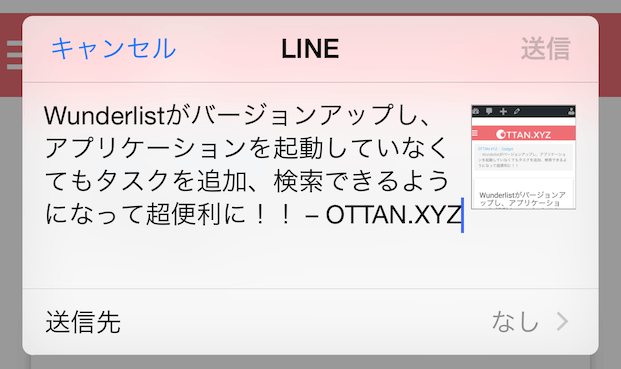 キャンセル LINE 送信
Wunderlistがバージョンアップし、
アプリケーションを起動していなく
てもタスクを追加、検索できるよう
になって超便利に！！ – OTTAN.XYZ
OTTAN.XYZ
Wunderlistがバージョンア
ップし、アプリケーショ
送信先 なし